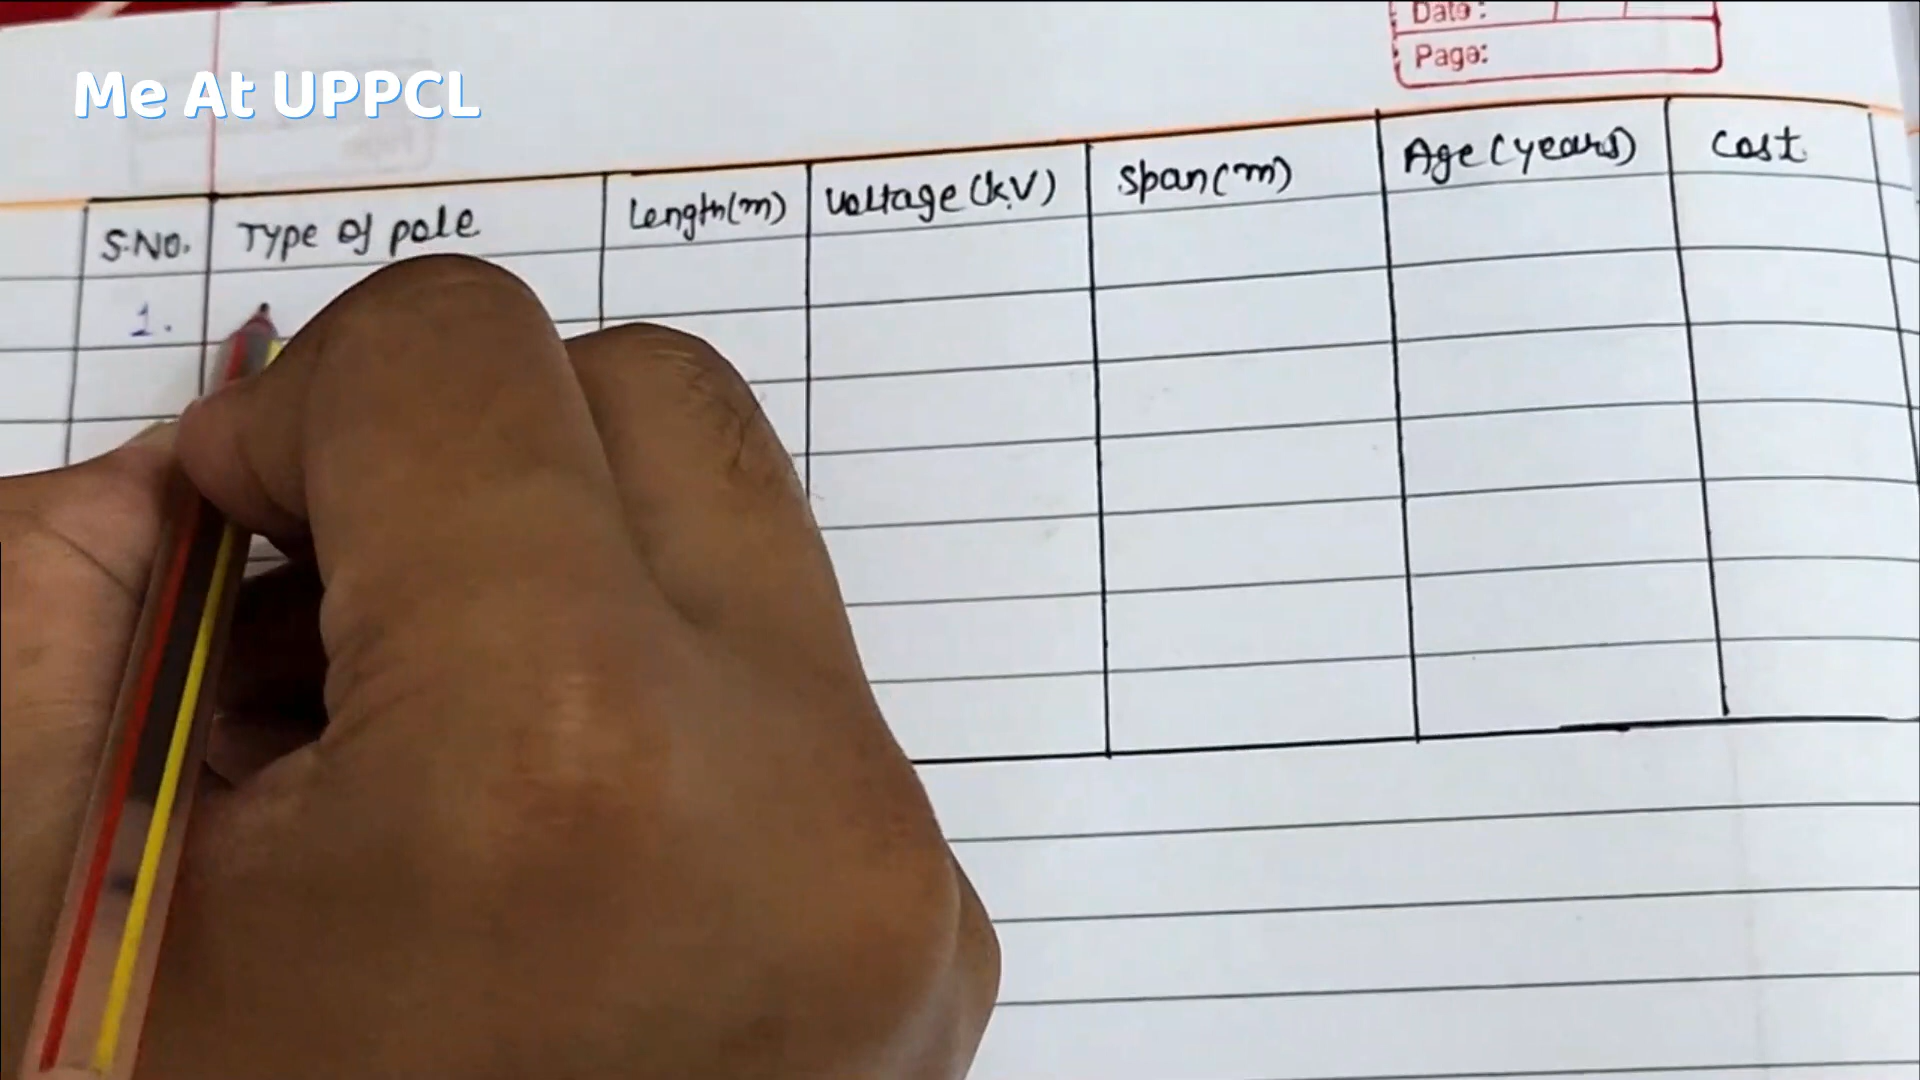 Date:
Page:
Me At UPPCL
S.No. Type of pole Length(m) Voltage (kV) Span(m) Age (years) Cost
1.